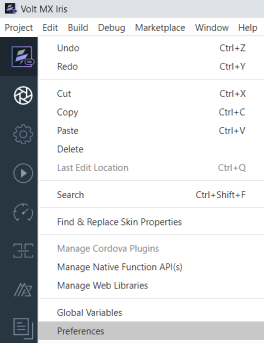 Volt MX Iris
Project Edit Build Debug Marketplace Window Help
Undo Ctrl+Z
Redo Ctrl+Y
Cut Ctrl+X
Copy Ctrl+C
Paste Ctrl+V
Delete
Last Edit Location Ctrl+Q
Search Ctrl+Shift+F
Find & Replace Skin Properties
Manage Cordova Plugins
Manage Native Function API(s)
Manage Web Libraries
Global Variables
Preferences